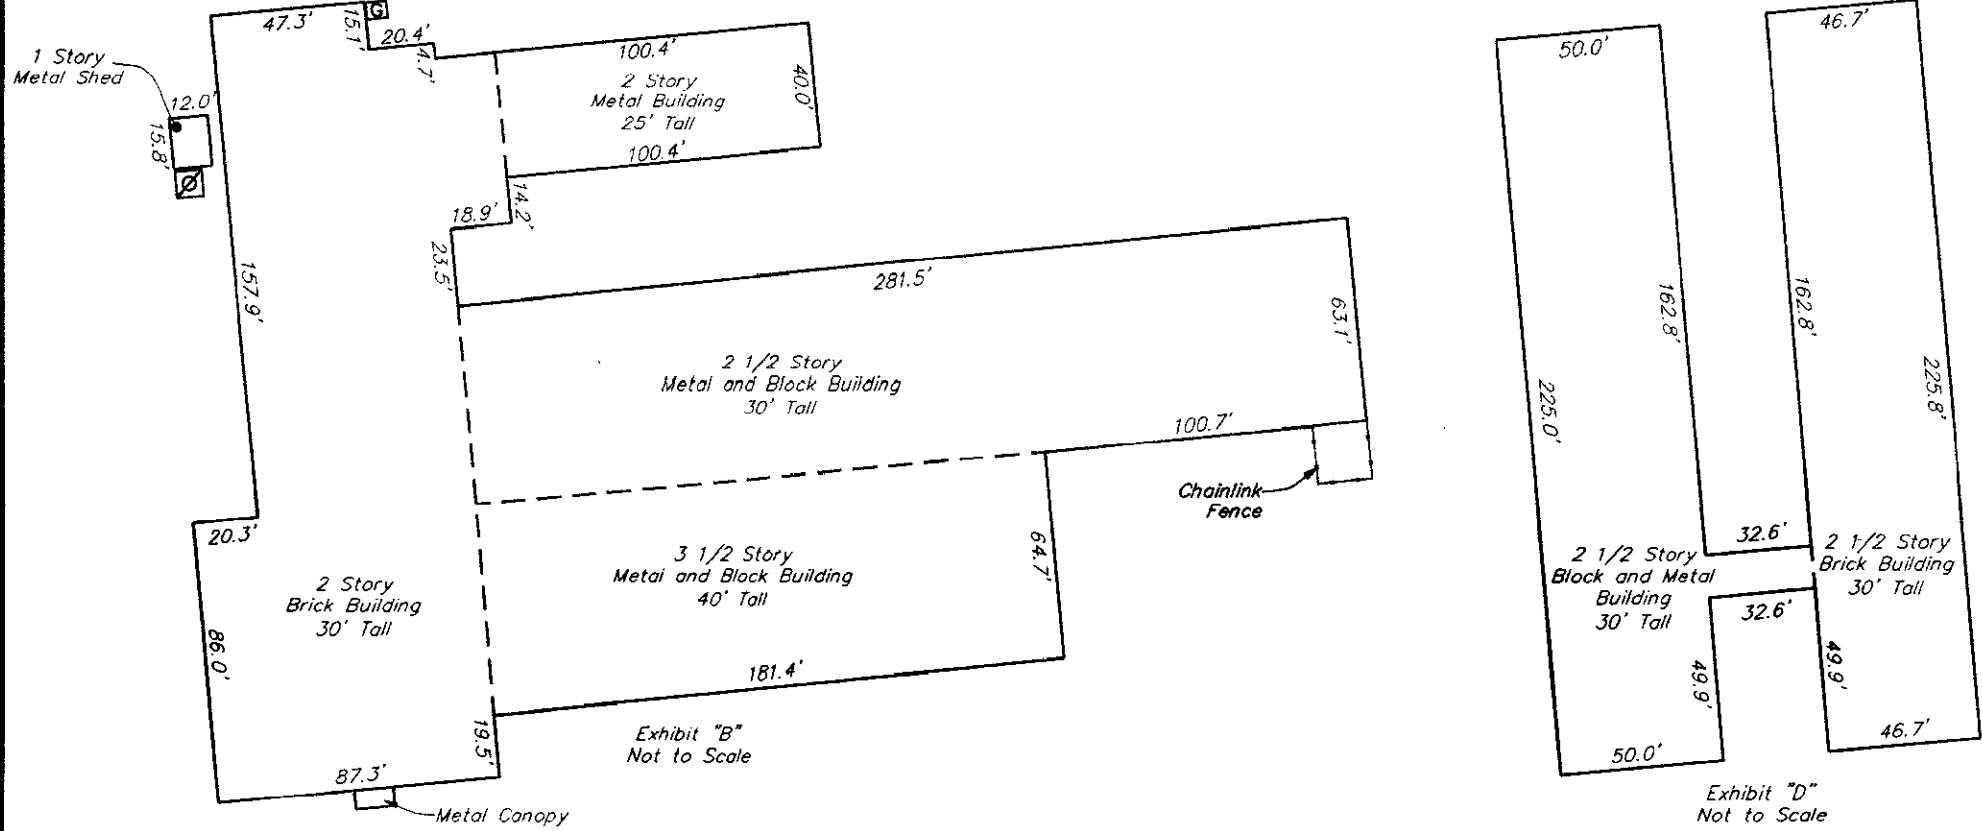 47.3'
15.1'
G
20.4'
4.7'
100.4'
1 Story
Metal Shed
12.0'
15.8'
Ø
2 Story
Metal Building
25' Tall
40.0'
100.4'
14.2'
18.9'
23.5'
157.9'
281.5'
63.1'
2 1/2 Story
Metal and Block Building
30' Tall
100.7'
Chainlink
Fence
20.3'
2 Story
Brick Building
30' Tall
86.0'
3 1/2 Story
Metal and Block Building
40' Tall
64.7'
181.4'
19.5'
87.3'
Metal Canopy
Exhibit "B"
Not to Scale
50.0'
46.7'
162.8'
162.8'
225.0'
225.8'
32.6'
2 1/2 Story
Block and Metal
Building
30' Tall
2 1/2 Story
Brick Building
30' Tall
32.6'
49.9'
49.9'
50.0'
46.7'
Exhibit "D"
Not to Scale